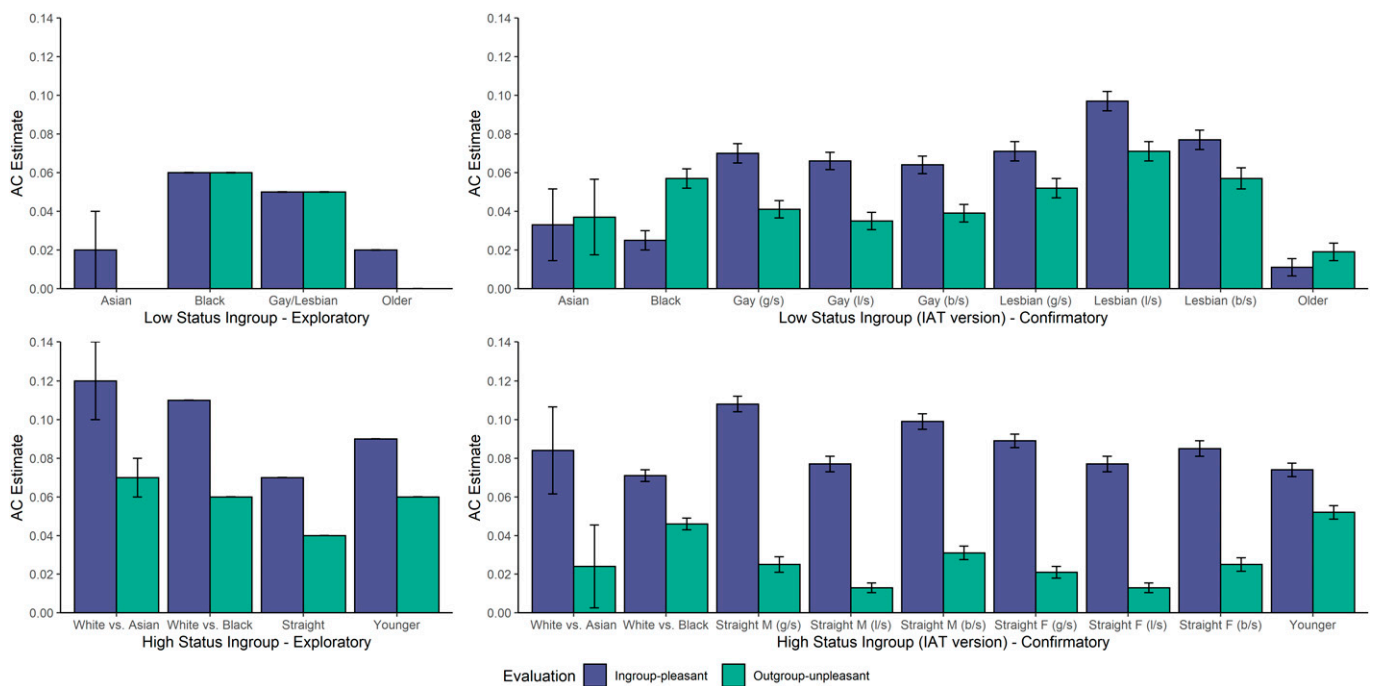 0.14
0.12
0.10
0.08
0.06
0.04
0.02
0.00
AC Estimate
Asian Black Gay/Lesbian Older
Low Status Ingroup - Exploratory
0.14
0.12
0.10
0.08
0.06
0.04
0.02
0.00
AC Estimate
Asian Black Gay (g/s) Gay (l/s) Gay (b/s) Lesbian (g/s) Lesbian (l/s) Lesbian (b/s) Older
Low Status Ingroup (IAT version) - Confirmatory
0.14
0.12
0.10
0.08
0.06
0.04
0.02
0.00
AC Estimate
White vs. Asian White vs. Black Straight Younger
High Status Ingroup - Exploratory
0.14
0.12
0.10
0.08
0.06
0.04
0.02
0.00
AC Estimate
White vs. Asian White vs. Black Straight M (g/s) Straight M (l/s) Straight M (b/s) Straight F (g/s) Straight F (l/s) Straight F (b/s) Younger
High Status Ingroup (IAT version) - Confirmatory
Evaluation Ingroup-pleasant Outgroup-unpleasant